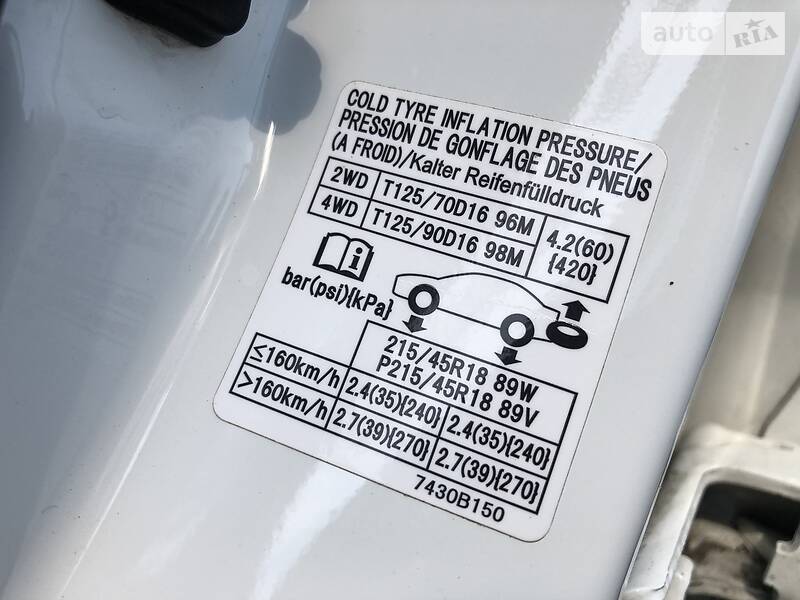 auto RIA
COLD TYRE INFLATION PRESSURE/
PRESSION DE GONFLAGE DES PNEUS
(A FROID)/Kalter Reifenfülldruck
2WD T125/70D16 96M 4.2(60)
4WD T125/90D16 98M {420}
i
bar(psi){kPa}
215/45R18 89W
P215/45R18 89V
≤160km/h 2.4(35){240} 2.4(35){240}
>160km/h 2.7(39){270} 2.7(39){270}
7430B150